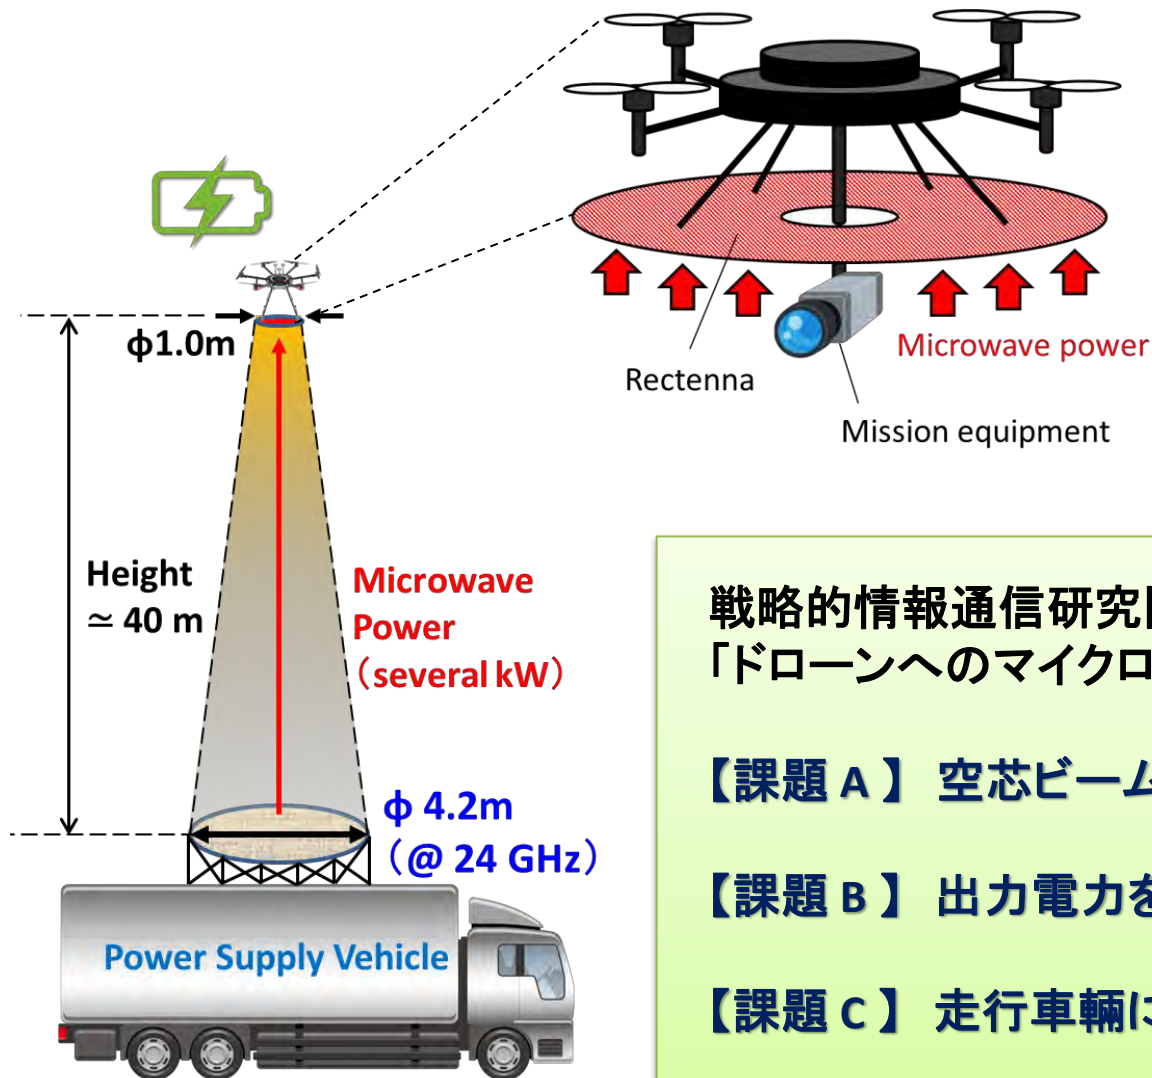 φ1.0m
Rectenna
Microwave power
Mission equipment
Height
≃ 40 m
Microwave
Power
（several kW）
φ 4.2m
（@ 24 GHz）
Power Supply Vehicle
戦略的情報通信研究
「ドローンへのマイクロ
【課題 A 】 空芯ビーム
【課題 B 】 出力電力を
【課題 C 】 走行車輛に